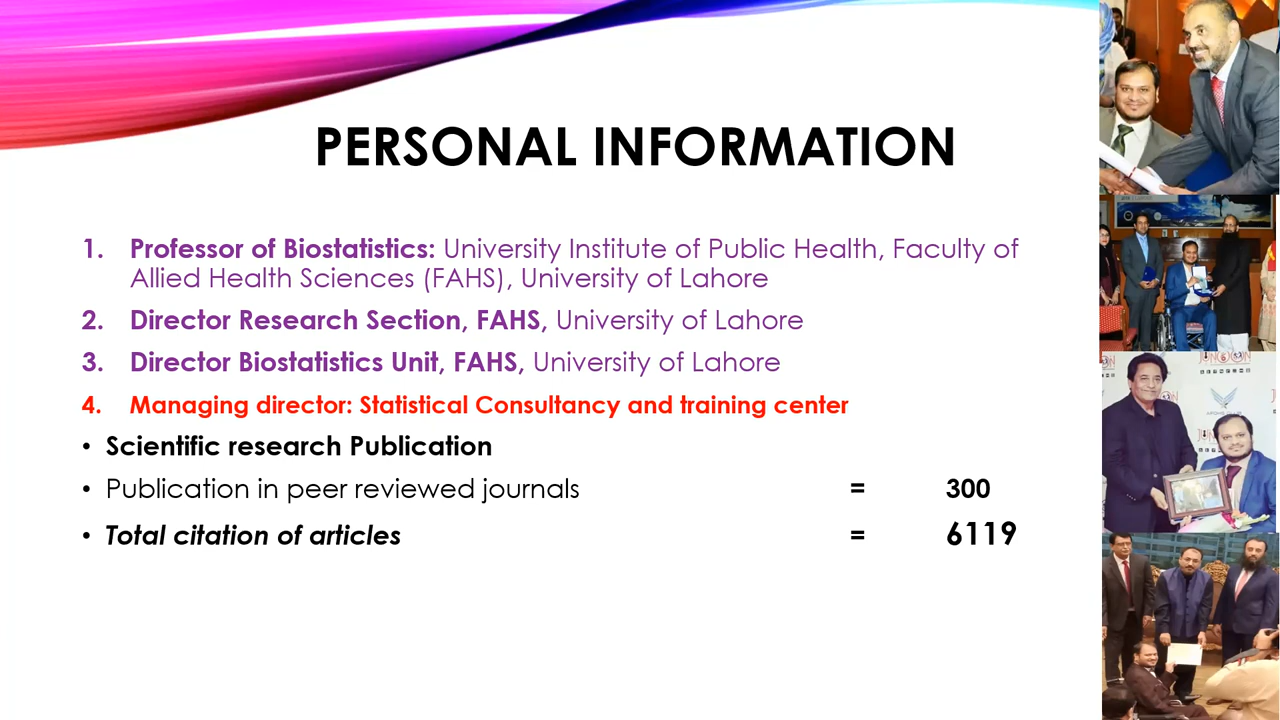 PERSONAL INFORMATION
1. Professor of Biostatistics: University Institute of Public Health, Faculty of
Allied Health Sciences (FAHS), University of Lahore
2. Director Research Section, FAHS, University of Lahore
3. Director Biostatistics Unit, FAHS, University of Lahore
4. Managing director: Statistical Consultancy and training center
• Scientific research Publication
• Publication in peer reviewed journals = 300
• Total citation of articles = 6119